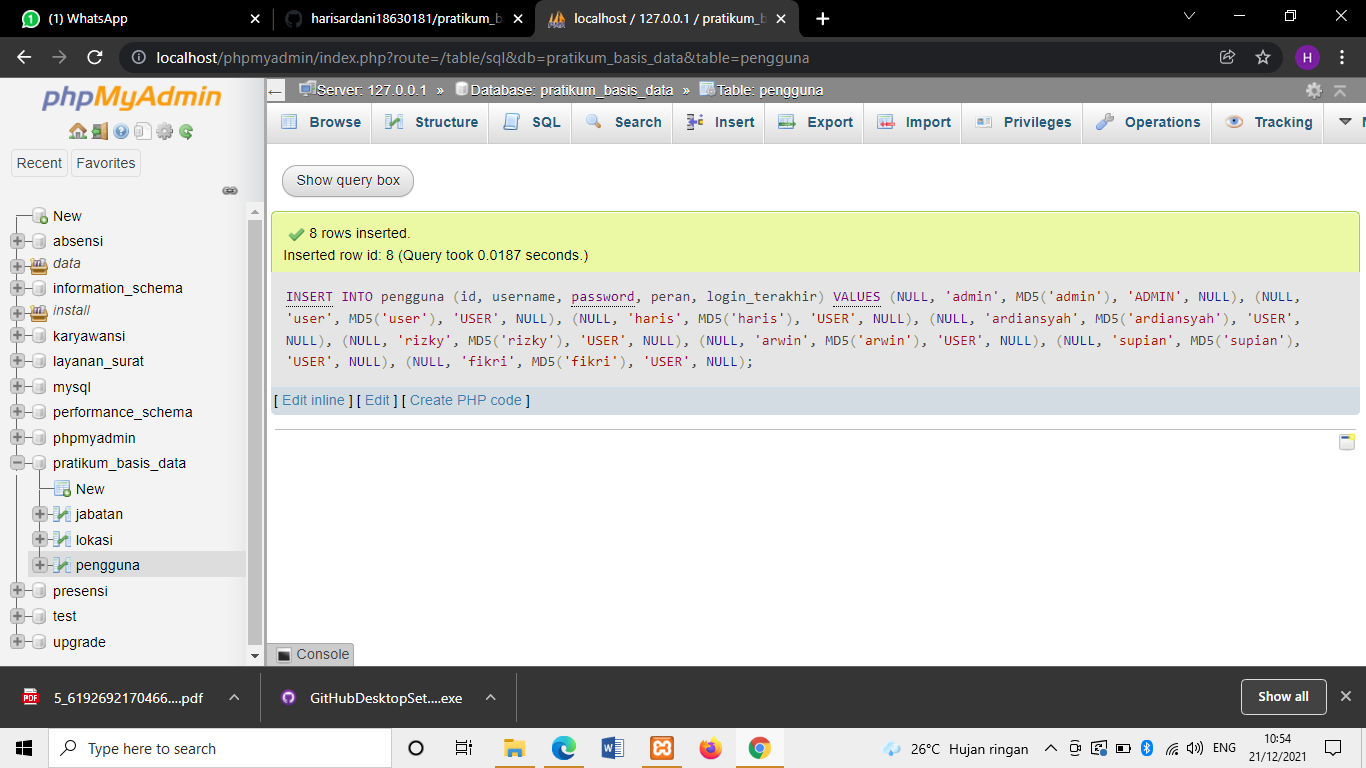 (1) WhatsApp
harisardani18630181/pratikum_b
localhost / 127.0.0.1 / pratikum_b
localhost/phpmyadmin/index.php?route=/table/sql&db=pratikum_basis_data&table=pengguna
H
phpMyAdmin
Recent
Favorites
New
absensi
data
information_schema
install
karyawansi
layanan_surat
mysql
performance_schema
phpmyadmin
pratikum_basis_data
New
jabatan
lokasi
pengguna
presensi
test
upgrade
Server: 127.0.0.1 » Database: pratikum_basis_data » Table: pengguna
Browse Structure SQL Search Insert Export Import Privileges Operations Tracking
Show query box
8 rows inserted.
Inserted row id: 8 (Query took 0.0187 seconds.)
INSERT INTO pengguna (id, username, password, peran, login_terakhir) VALUES (NULL, 'admin', MD5('admin'), 'ADMIN', NULL), (NULL,
'user', MD5('user'), 'USER', NULL), (NULL, 'haris', MD5('haris'), 'USER', NULL), (NULL, 'ardiansyah', MD5('ardiansyah'), 'USER',
NULL), (NULL, 'rizky', MD5('rizky'), 'USER', NULL), (NULL, 'arwin', MD5('arwin'), 'USER', NULL), (NULL, 'supian', MD5('supian'),
'USER', NULL), (NULL, 'fikri', MD5('fikri'), 'USER', NULL);
[ Edit inline ] [ Edit ] [ Create PHP code ]
Console
PDF
5_6192692170466....pdf
GitHubDesktopSet....exe
Show all
Type here to search
26°C Hujan ringan
ENG
10:54
21/12/2021